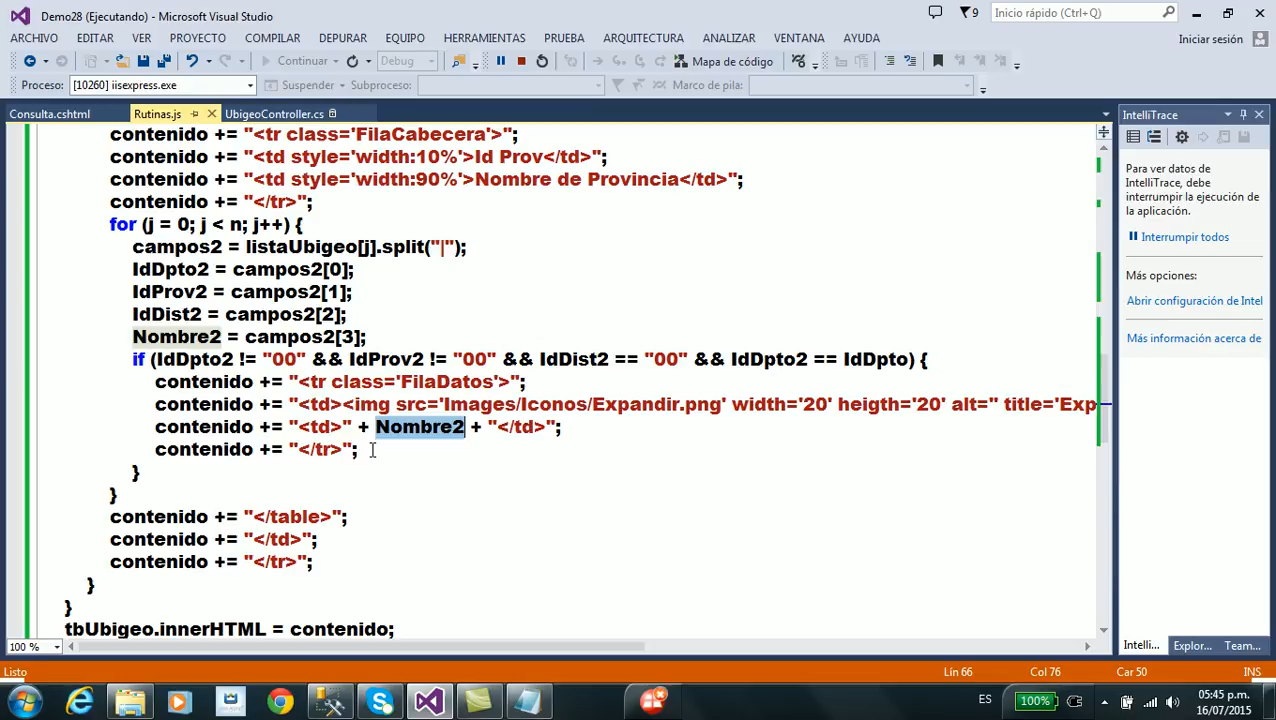 Demo28 (Ejecutando) - Microsoft Visual Studio
9
Inicio rápido (Ctrl+Q)
ARCHIVO EDITAR VER PROYECTO COMPILAR DEPURAR EQUIPO HERRAMIENTAS PRUEBA ARQUITECTURA ANALIZAR VENTANA AYUDA
Iniciar sesión
Continuar Debug Mapa de código
Proceso: [10260] iisexpress.exe Suspender Subproceso: Marco de pila:
Consulta.cshtml Rutinas.js UbigeoController.cs
IntelliTrace
contenido += "<tr class='FilaCabecera'>";
contenido += "<td style='width:10%'>Id Prov</td>";
contenido += "<td style='width:90%'>Nombre de Provincia</td>";
contenido += "</tr>";
for (j = 0; j < n; j++) {
campos2 = listaUbigeo[j].split("|");
IdDpto2 = campos2[0];
IdProv2 = campos2[1];
IdDist2 = campos2[2];
Nombre2 = campos2[3];
if (IdDpto2 != "00" && IdProv2 != "00" && IdDist2 == "00" && IdDpto2 == IdDpto) {
contenido += "<tr class='FilaDatos'>";
contenido += "<td><img src='Images/Iconos/Expandir.png' width='20' heigth='20' alt='' title='Exp
contenido += "<td>" + Nombre2 + "</td>";
contenido += "</tr>";
}
}
contenido += "</table>";
contenido += "</td>";
contenido += "</tr>";
}
}
tbUbigeo.innerHTML = contenido;
Para ver datos de
IntelliTrace, debe
interrumpir la ejecución de
la aplicación.
Interrumpir todos
Más opciones:
Abrir configuración de Intel
Más información acerca de
100 %
Intelli... Explor... Team...
Listo Lín 66 Col 76 Car 50 INS
ES 100% 05:45 p.m.
16/07/2015